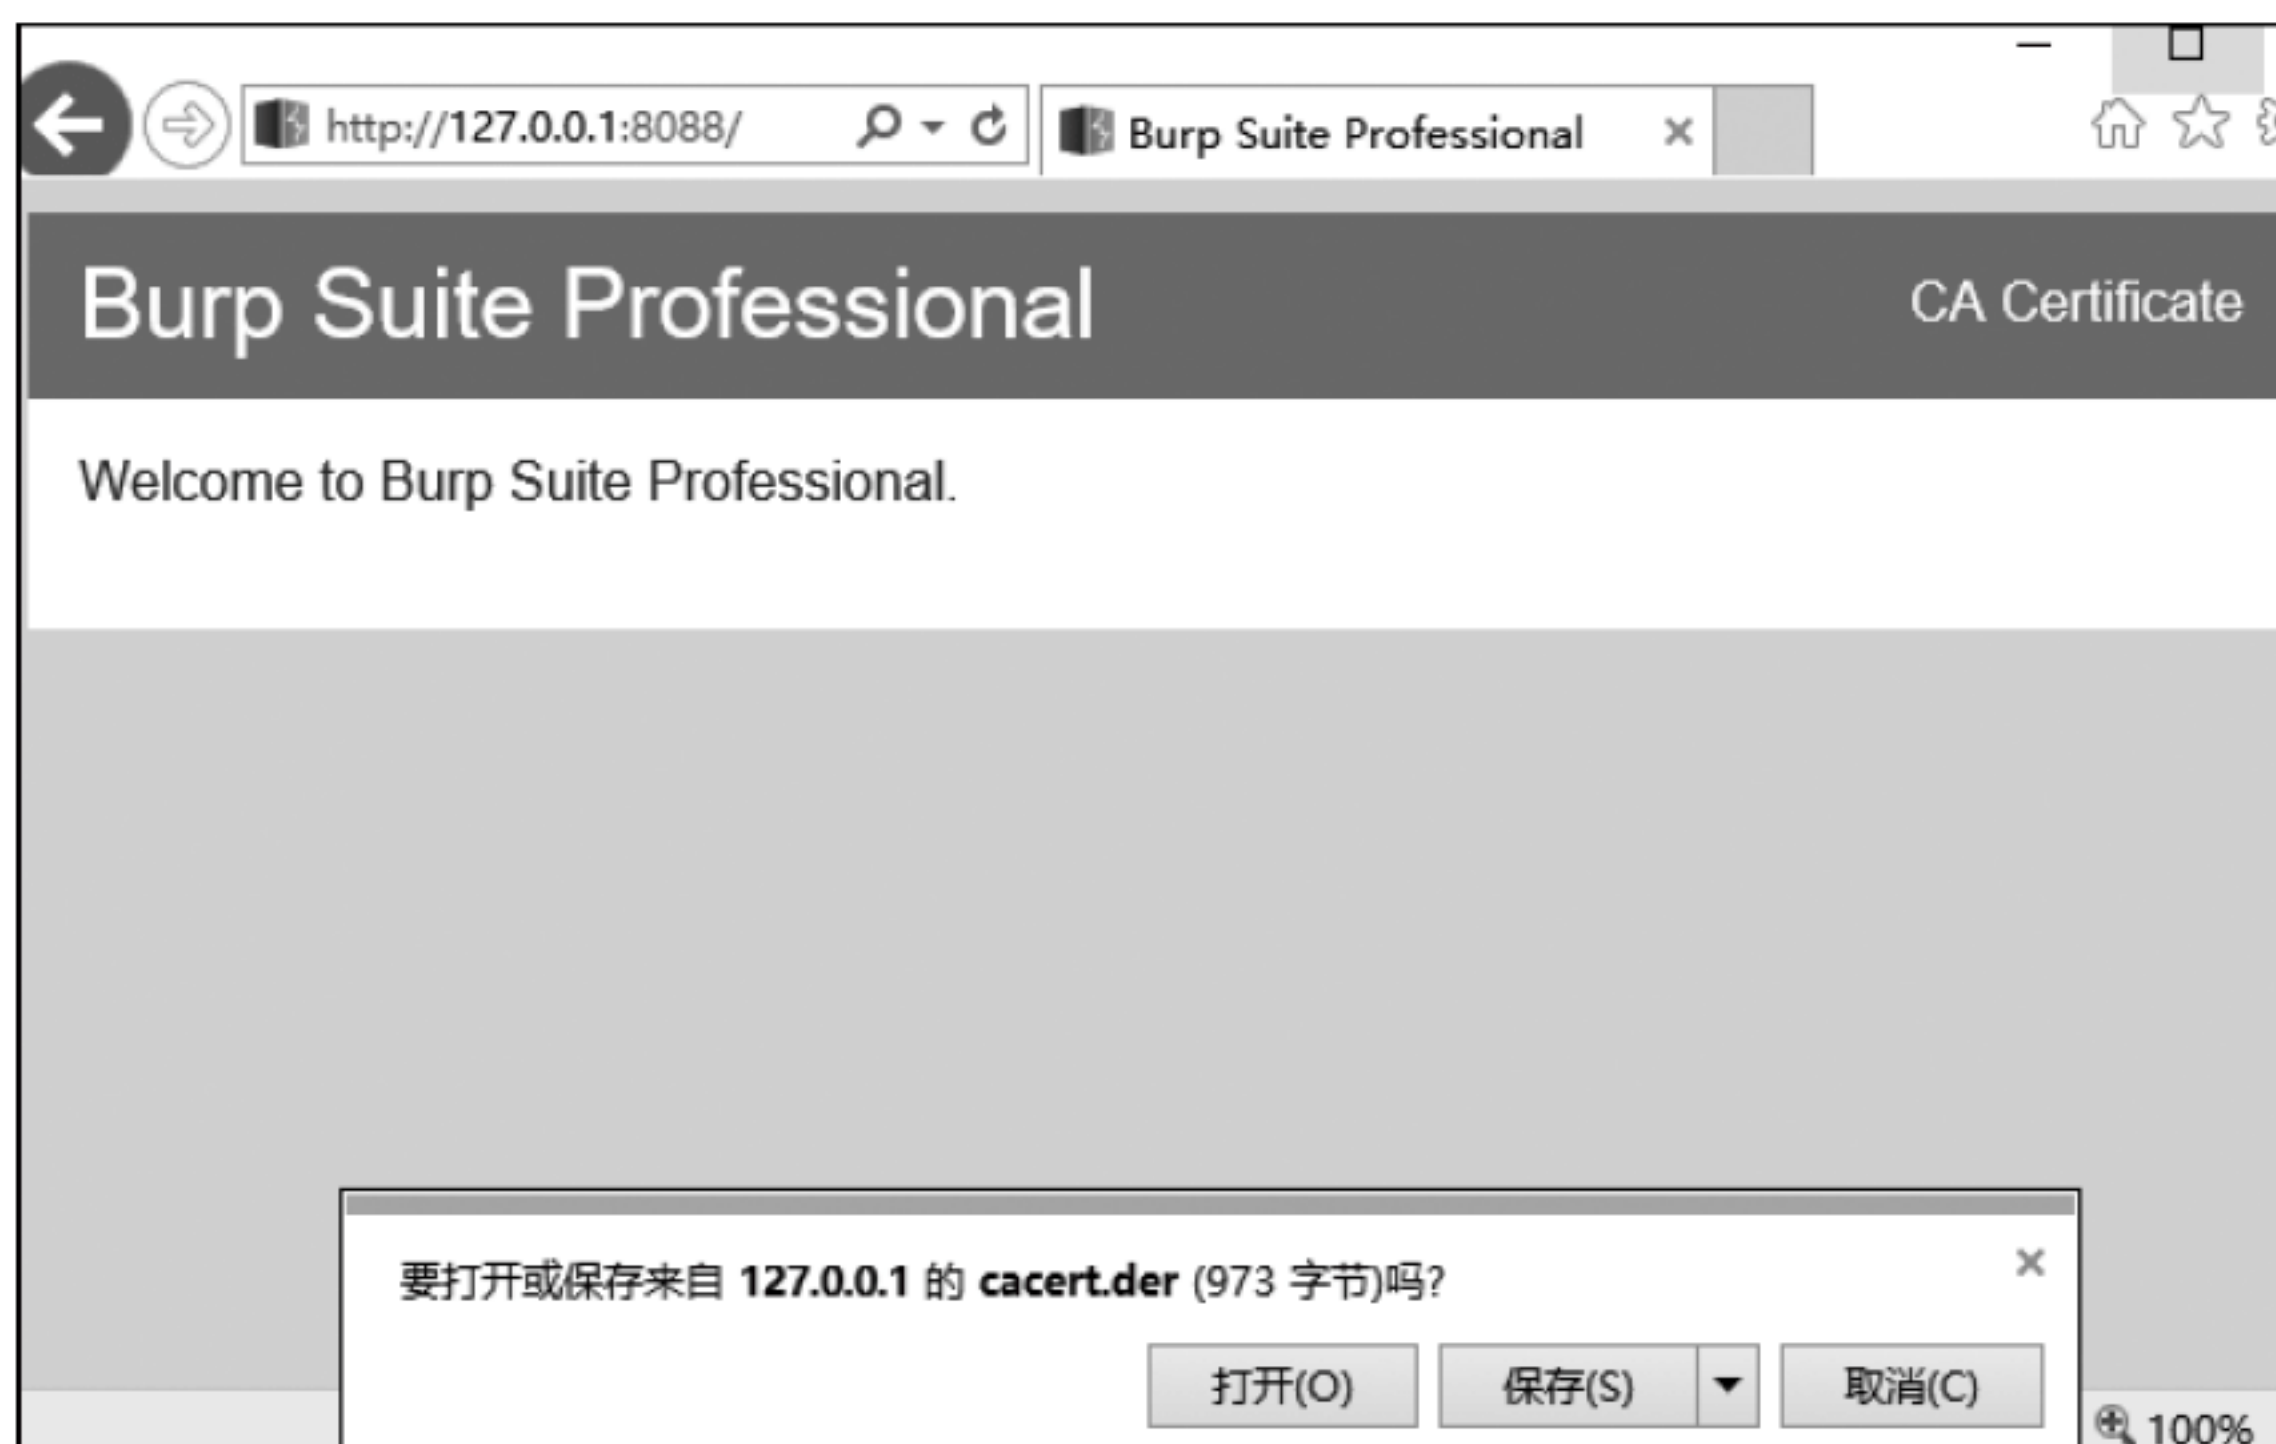 http://127.0.0.1:8088/
Burp Suite Professional
Burp Suite Professional
CA Certificate
Welcome to Burp Suite Professional.
要打开或保存来自 127.0.0.1 的 cacert.der (973 字节)吗?
打开(O)
保存(S)
取消(C)
100%